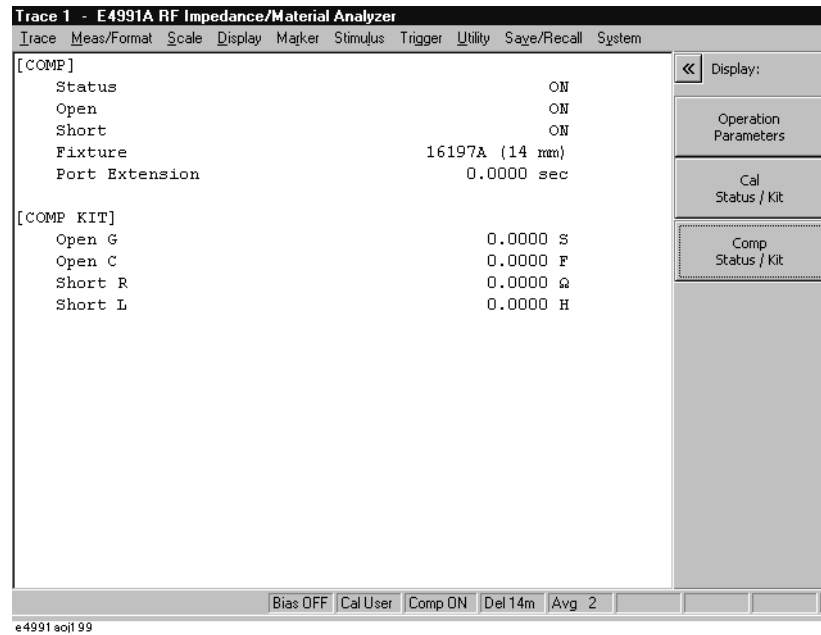 Trace 1 - E4991A RF Impedance/Material Analyzer
Trace Meas/Format Scale Display Marker Stimulus Trigger Utility Save/Recall System
[COMP]
Status ON
Open ON
Short ON
Fixture 16197A (14 mm)
Port Extension 0.0000 sec
[COMP KIT]
Open G 0.0000 S
Open C 0.0000 F
Short R 0.0000 Ω
Short L 0.0000 H
« Display:
Operation
Parameters
Cal
Status / Kit
Comp
Status / Kit
Bias OFF Cal User Comp ON Del 14m Avg 2
e4991aoj199